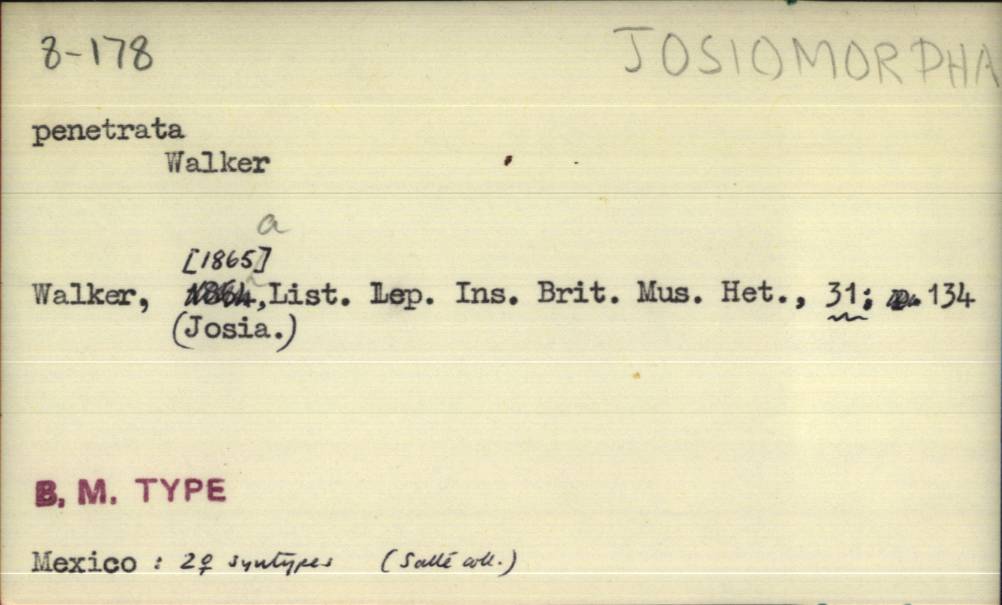 8-178 JOSIOMORPHA
penetrata
Walker
a
[1865]
Walker, 1864, List. Lep. Ins. Brit. Mus. Het., 31: 134
(Josia.)
B. M. TYPE
Mexico : 2♀ syntypes (Sallé coll.)